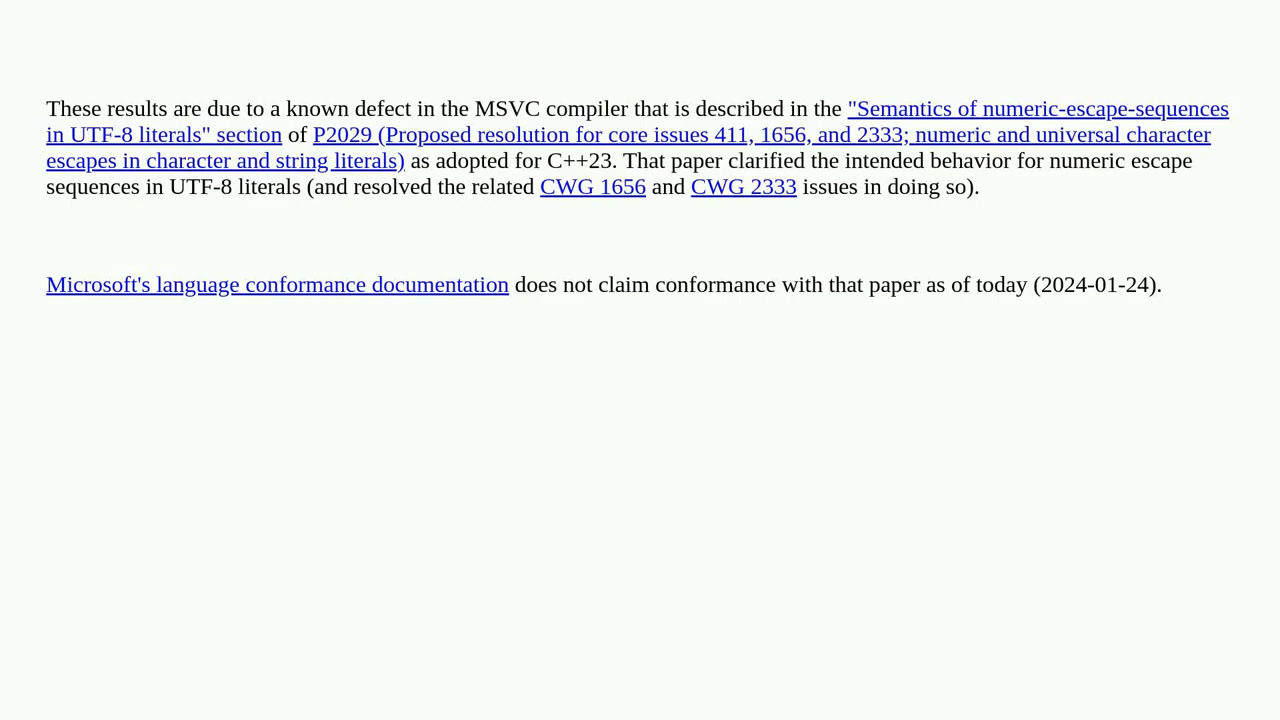 These results are due to a known defect in the MSVC compiler that is described in the "Semantics of numeric-escape-sequences
in UTF-8 literals" section of P2029 (Proposed resolution for core issues 411, 1656, and 2333; numeric and universal character
escapes in character and string literals) as adopted for C++23. That paper clarified the intended behavior for numeric escape
sequences in UTF-8 literals (and resolved the related CWG 1656 and CWG 2333 issues in doing so).
Microsoft's language conformance documentation does not claim conformance with that paper as of today (2024-01-24).